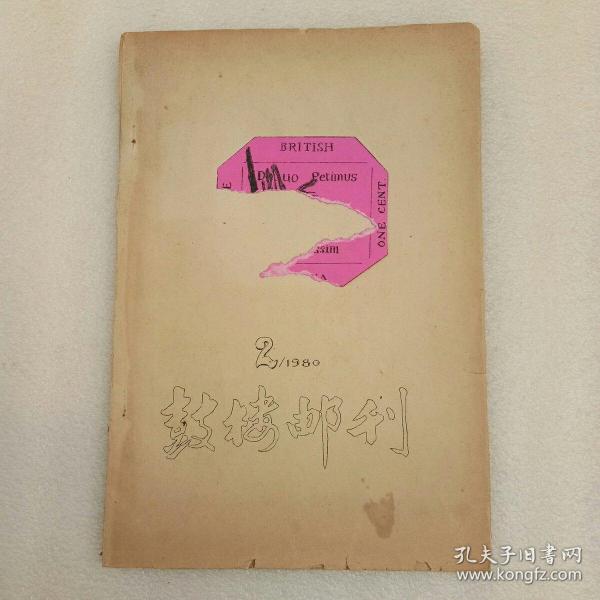 BRITISH
Petimus
ONE CENT
ssim
2/1980
鼓楼邮刊
孔夫子旧书网
www.kongfz.com